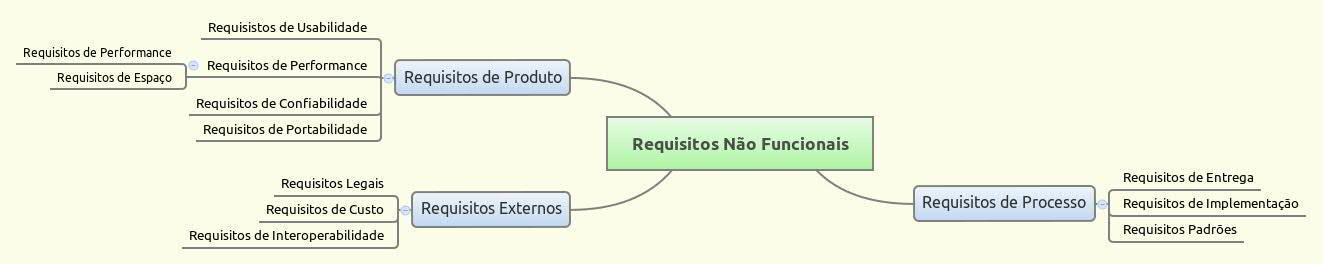 Requisistos de Usabilidade
Requisitos de Performance
Requisitos de Performance
Requisitos de Espaço
Requisitos de Confiabilidade
Requisitos de Portabilidade
Requisitos de Produto
Requisitos Não Funcionais
Requisitos Legais
Requisitos de Custo
Requisitos de Interoperabilidade
Requisitos Externos
Requisitos de Processo
Requisitos de Entrega
Requisitos de Implementação
Requisitos Padrões